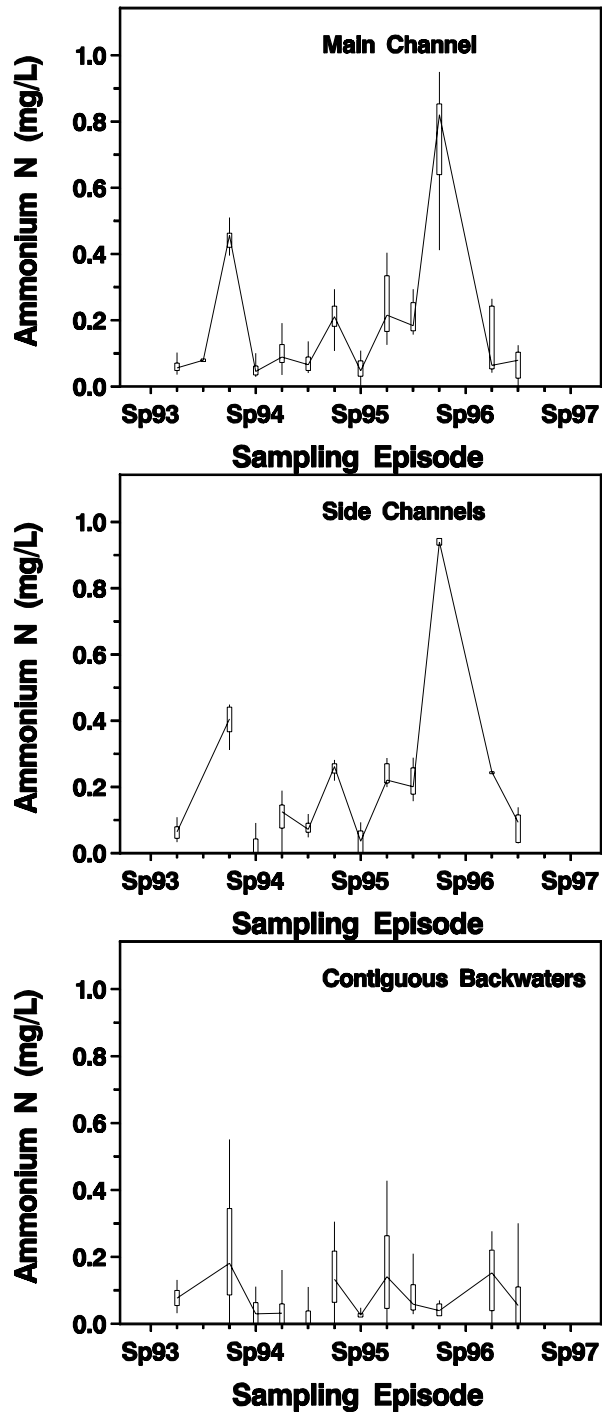 Main Channel
Ammonium N (mg/L)
1.0
0.8
0.6
0.4
0.2
0.0
Sp93 Sp94 Sp95 Sp96 Sp97
Sampling Episode
Side Channels
Ammonium N (mg/L)
1.0
0.8
0.6
0.4
0.2
0.0
Sp93 Sp94 Sp95 Sp96 Sp97
Sampling Episode
Contiguous Backwaters
Ammonium N (mg/L)
1.0
0.8
0.6
0.4
0.2
0.0
Sp93 Sp94 Sp95 Sp96 Sp97
Sampling Episode